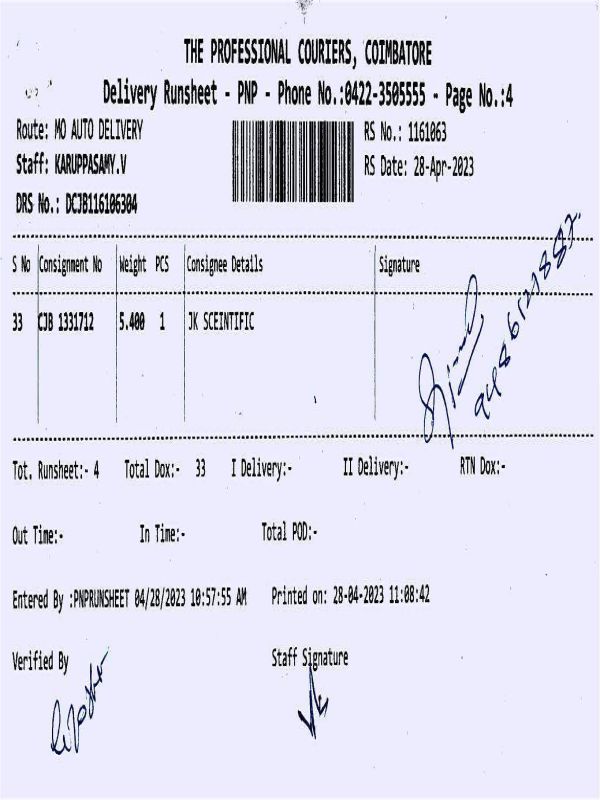 THE PROFESSIONAL COURIERS, COIMBATORE
Delivery Runsheet - PNP - Phone No.:0422-3505555 - Page No.:4
Route: MO AUTO DELIVERY
RS No.: 1161063
Staff: KARUPPASAMY.V
RS Date: 28-Apr-2023
DRS No.: DCJB116106304
S No Consignment No Weight PCS Consignee Details Signature
33 CJB 1331712 5.400 1 JK SCEINTIFIC
Tot. Runsheet:- 4 Total Dox:- 33 I Delivery:- II Delivery:- RTN Dox:-
Out Time:- In Time:- Total POD:-
Entered By :PNPRUNSHEET 04/28/2023 10:57:55 AM Printed on: 28-04-2023 11:08:42
Verified By Staff Signature